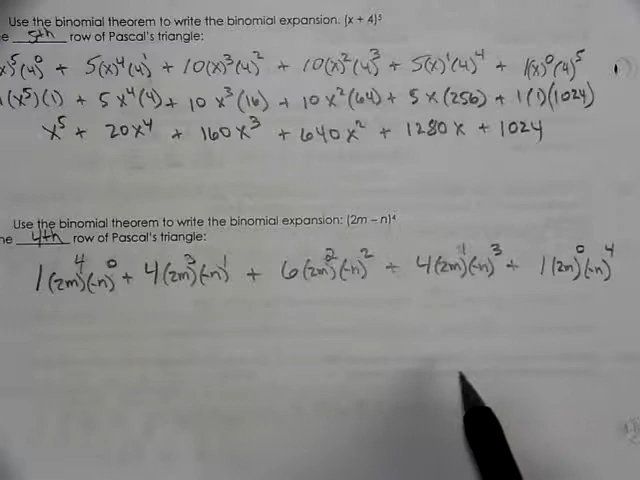 Use the binomial theorem to write the binomial expansion. (x + 4)⁵
e 5th row of Pascal's triangle:
x)⁵(4)⁰ + 5(x)⁴(4)¹ + 10(x)³(4)² + 10(x)²(4)³ + 5(x)¹(4)⁴ + 1(x)⁰(4)⁵
1(x⁵)(1) + 5x⁴(4) + 10x³(16) + 10x²(64) + 5x(256) + 1(1)(1024)
x⁵ + 20x⁴ + 160x³ + 640x² + 1280x + 1024
Use the binomial theorem to write the binomial expansion: (2m – n)⁴
ne 4th row of Pascal's triangle:
1(2m)⁴(-n)⁰ + 4(2m)³(-n)¹ + 6(2m)²(-n)² + 4(2m)¹(-n)³ + 1(2m)⁰(-n)⁴